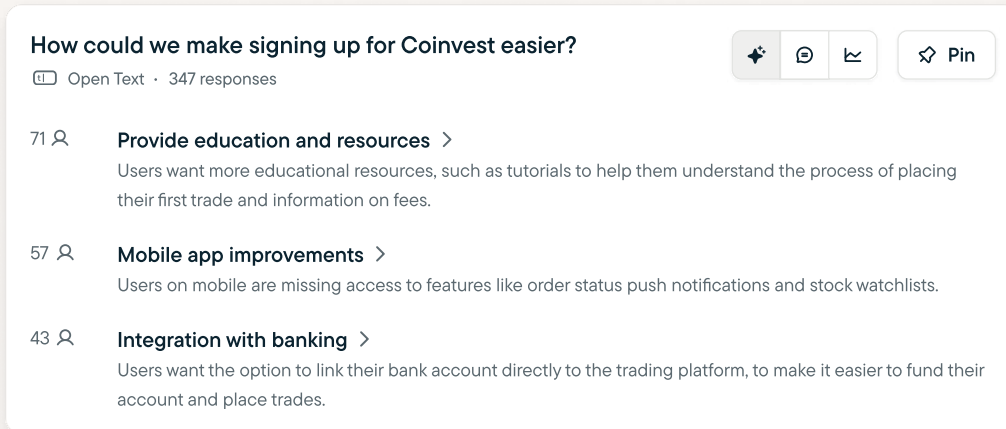 How could we make signing up for Coinvest easier?
Open Text · 347 responses
Pin
71
Provide education and resources
Users want more educational resources, such as tutorials to help them understand the process of placing
their first trade and information on fees.
57
Mobile app improvements
Users on mobile are missing access to features like order status push notifications and stock watchlists.
43
Integration with banking
Users want the option to link their bank account directly to the trading platform, to make it easier to fund their
account and place trades.